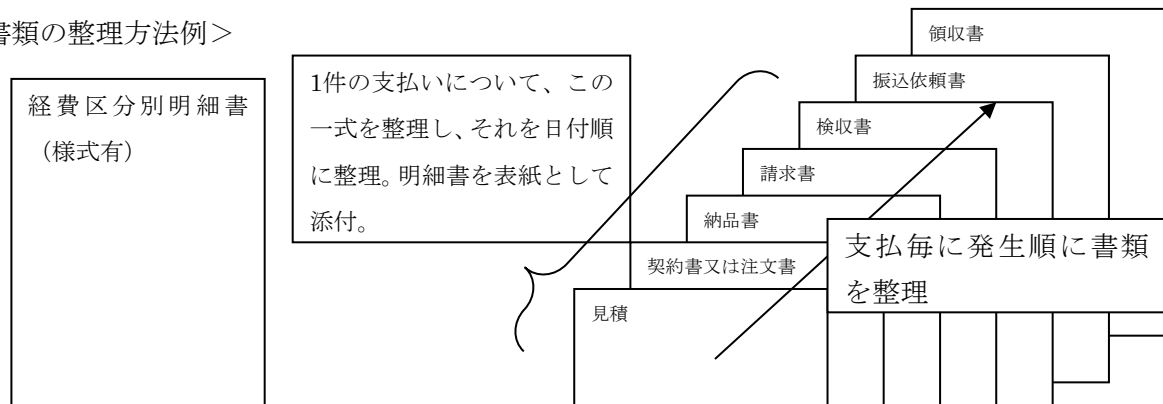 書類の整理方法例＞
経費区分別明細書
（様式有）
1件の支払いについて、この
一式を整理し、それを日付順
に整理。明細書を表紙として
添付。
領収書
振込依頼書
検収書
請求書
納品書
契約書又は注文書
見積
支払毎に発生順に書類
を整理